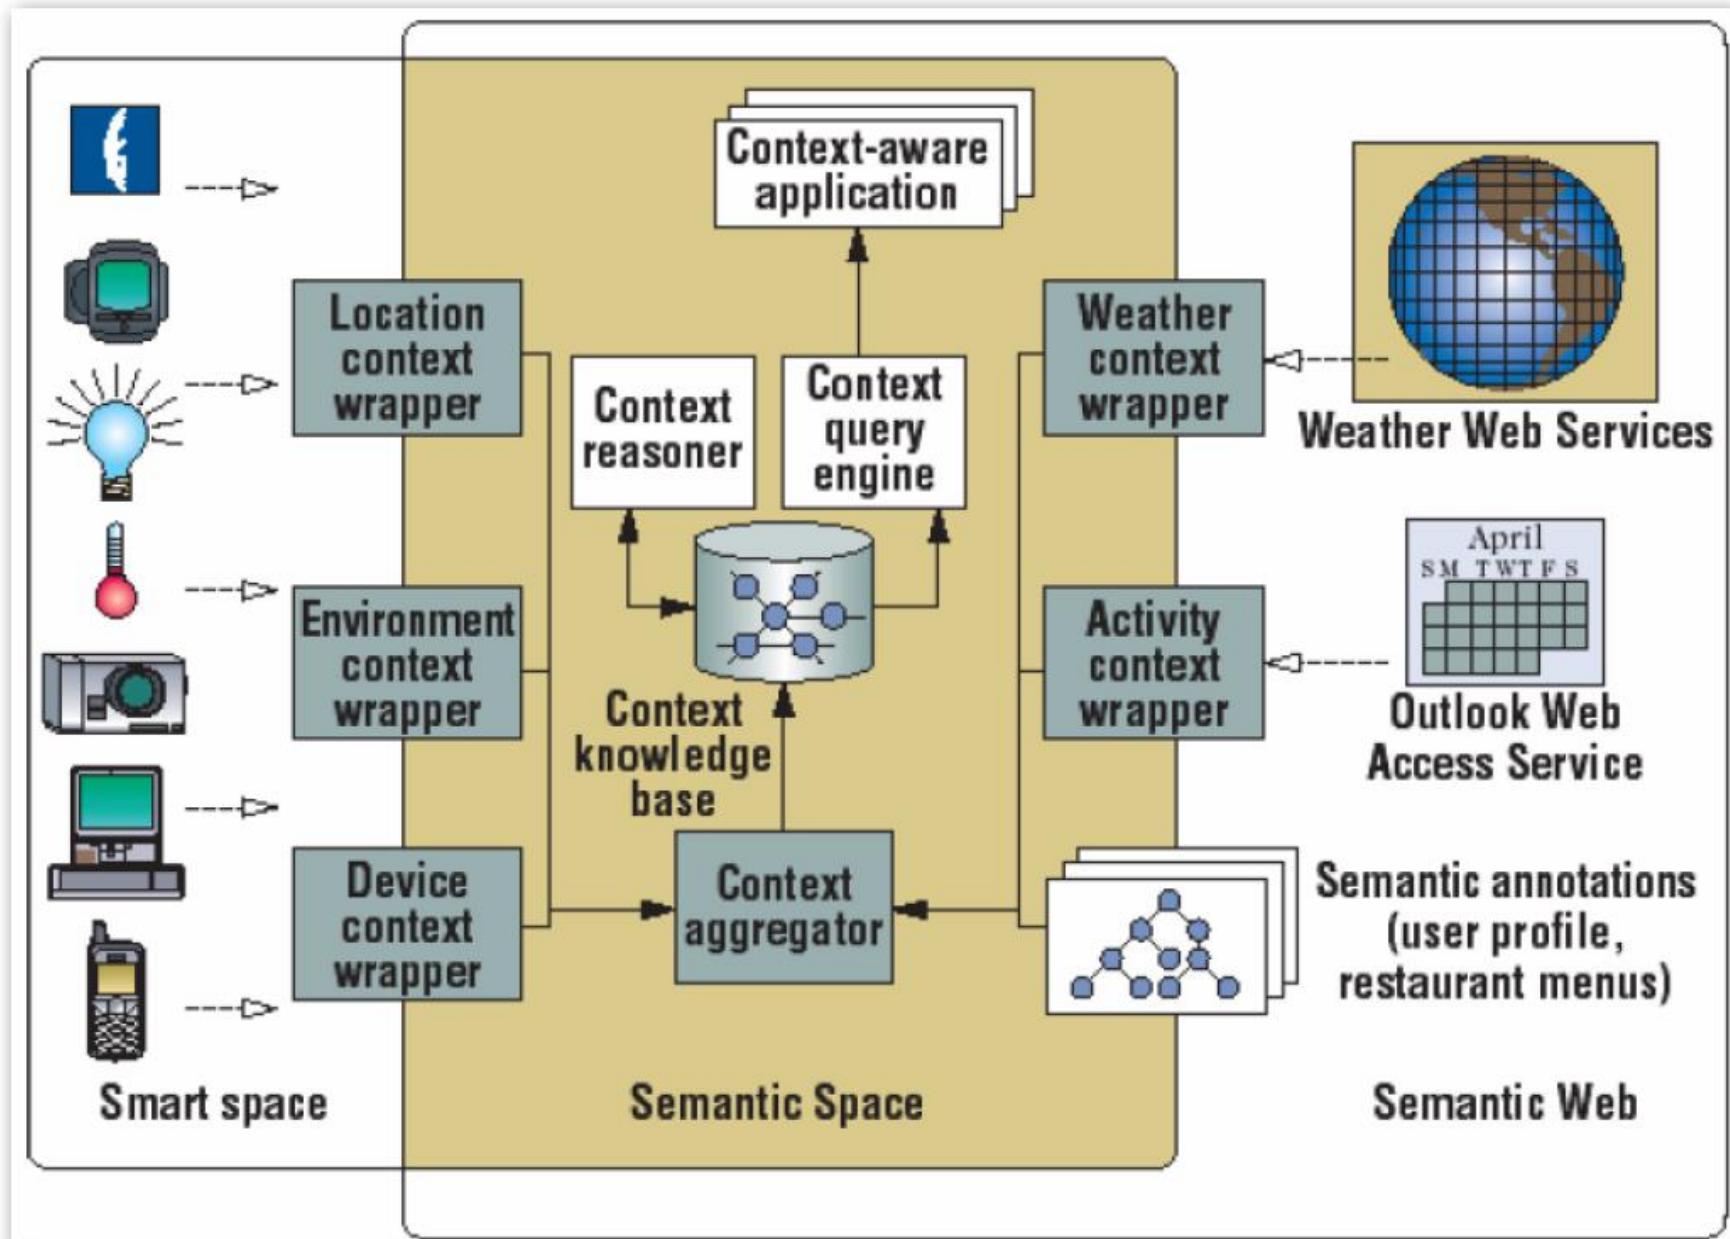 Context-aware
application
Location
context
wrapper
Context
reasoner
Context
query
engine
Weather
context
wrapper
Weather Web Services
April
S M T W T F S
Environment
context
wrapper
Context
knowledge
base
Activity
context
wrapper
Outlook Web
Access Service
Device
context
wrapper
Context
aggregator
Semantic annotations
(user profile,
restaurant menus)
Smart space
Semantic Space
Semantic Web